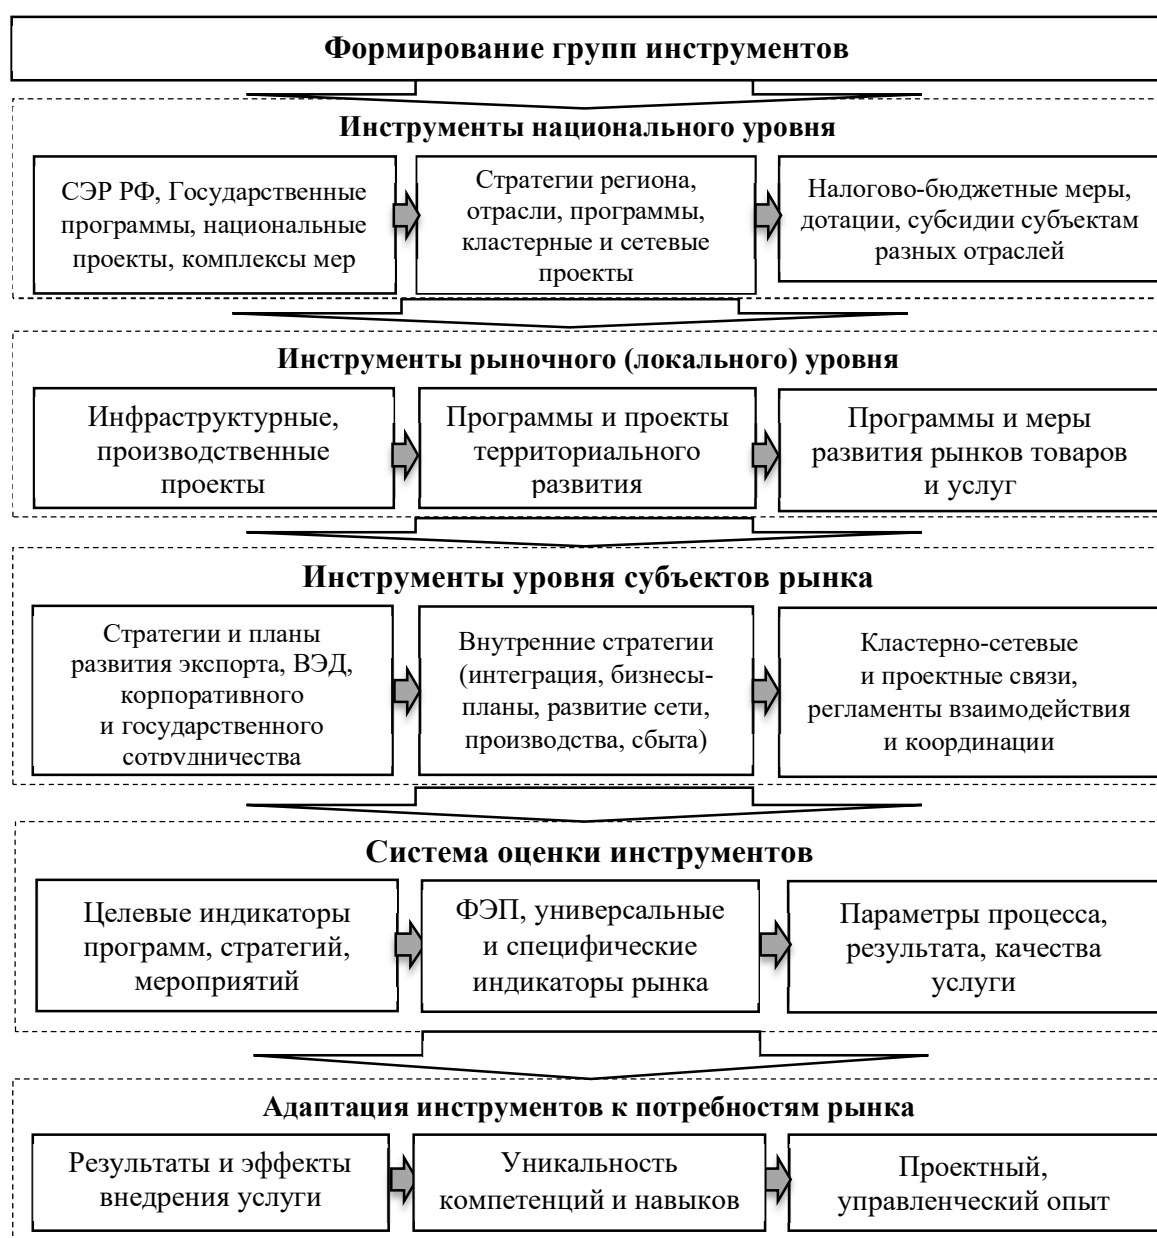 Формирование групп инструментов
Инструменты национального уровня
СЭР РФ, Государственные
программы, национальные
проекты, комплексы мер
Стратегии региона,
отрасли, программы,
кластерные и сетевые
проекты
Налогово-бюджетные меры,
дотации, субсидии субъектам
разных отраслей
Инструменты рыночного (локального) уровня
Инфраструктурные,
производственные
проекты
Программы и проекты
территориального
развития
Программы и меры
развития рынков товаров
и услуг
Инструменты уровня субъектов рынка
Стратегии и планы
развития экспорта, ВЭД,
корпоративного
и государственного
сотрудничества
Внутренние стратегии
(интеграция, бизнесы-
планы, развитие сети,
производства, сбыта)
Кластерно-сетевые
и проектные связи,
регламенты взаимодействия
и координации
Система оценки инструментов
Целевые индикаторы
программ, стратегий,
мероприятий
ФЭП, универсальные
и специфические
индикаторы рынка
Параметры процесса,
результата, качества
услуги
Адаптация инструментов к потребностям рынка
Результаты и эффекты
внедрения услуги
Уникальность
компетенций и навыков
Проектный,
управленческий опыт